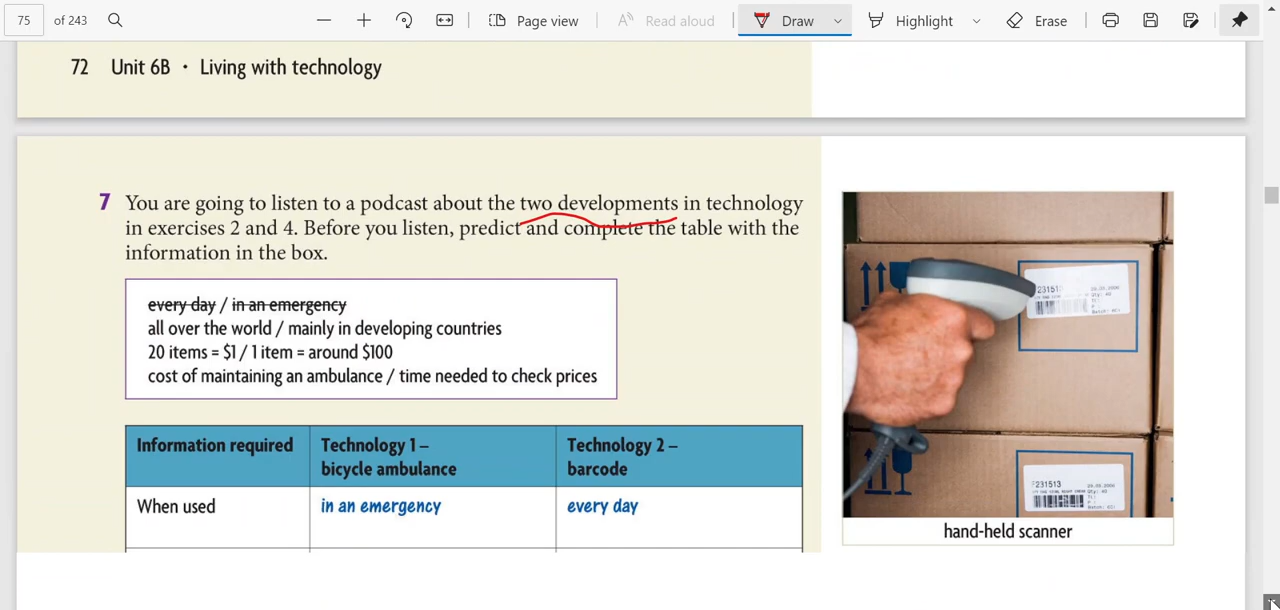 75 of 243 Page view Read aloud Draw Highlight Erase
72 Unit 6B • Living with technology
7 You are going to listen to a podcast about the two developments in technology
in exercises 2 and 4. Before you listen, predict and complete the table with the
information in the box.
every day / in an emergency
all over the world / mainly in developing countries
20 items = $1 / 1 item = around $100
cost of maintaining an ambulance / time needed to check prices
Information required
Technology 1 –
bicycle ambulance
Technology 2 –
barcode
When used
in an emergency
every day
231513
F231513
hand-held scanner